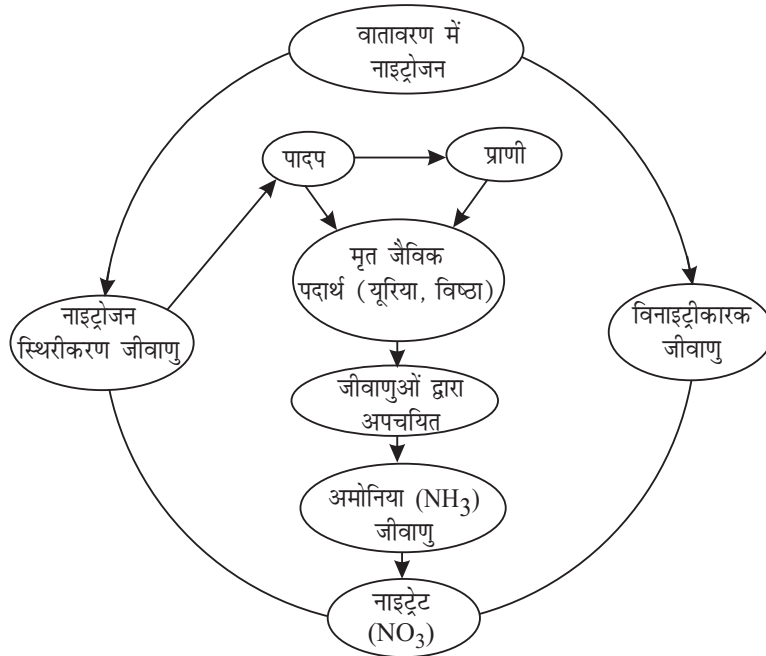 वातावरण में
नाइट्रोजन
पादप
प्राणी
मृत जैविक
पदार्थ (यूरिया, विष्ठा)
नाइट्रोजन
स्थिरीकरण जीवाणु
विनाइट्रीकारक
जीवाणु
जीवाणुओं द्वारा
अपचयित
अमोनिया (NH₃)
जीवाणु
नाइट्रेट
(NO₃)